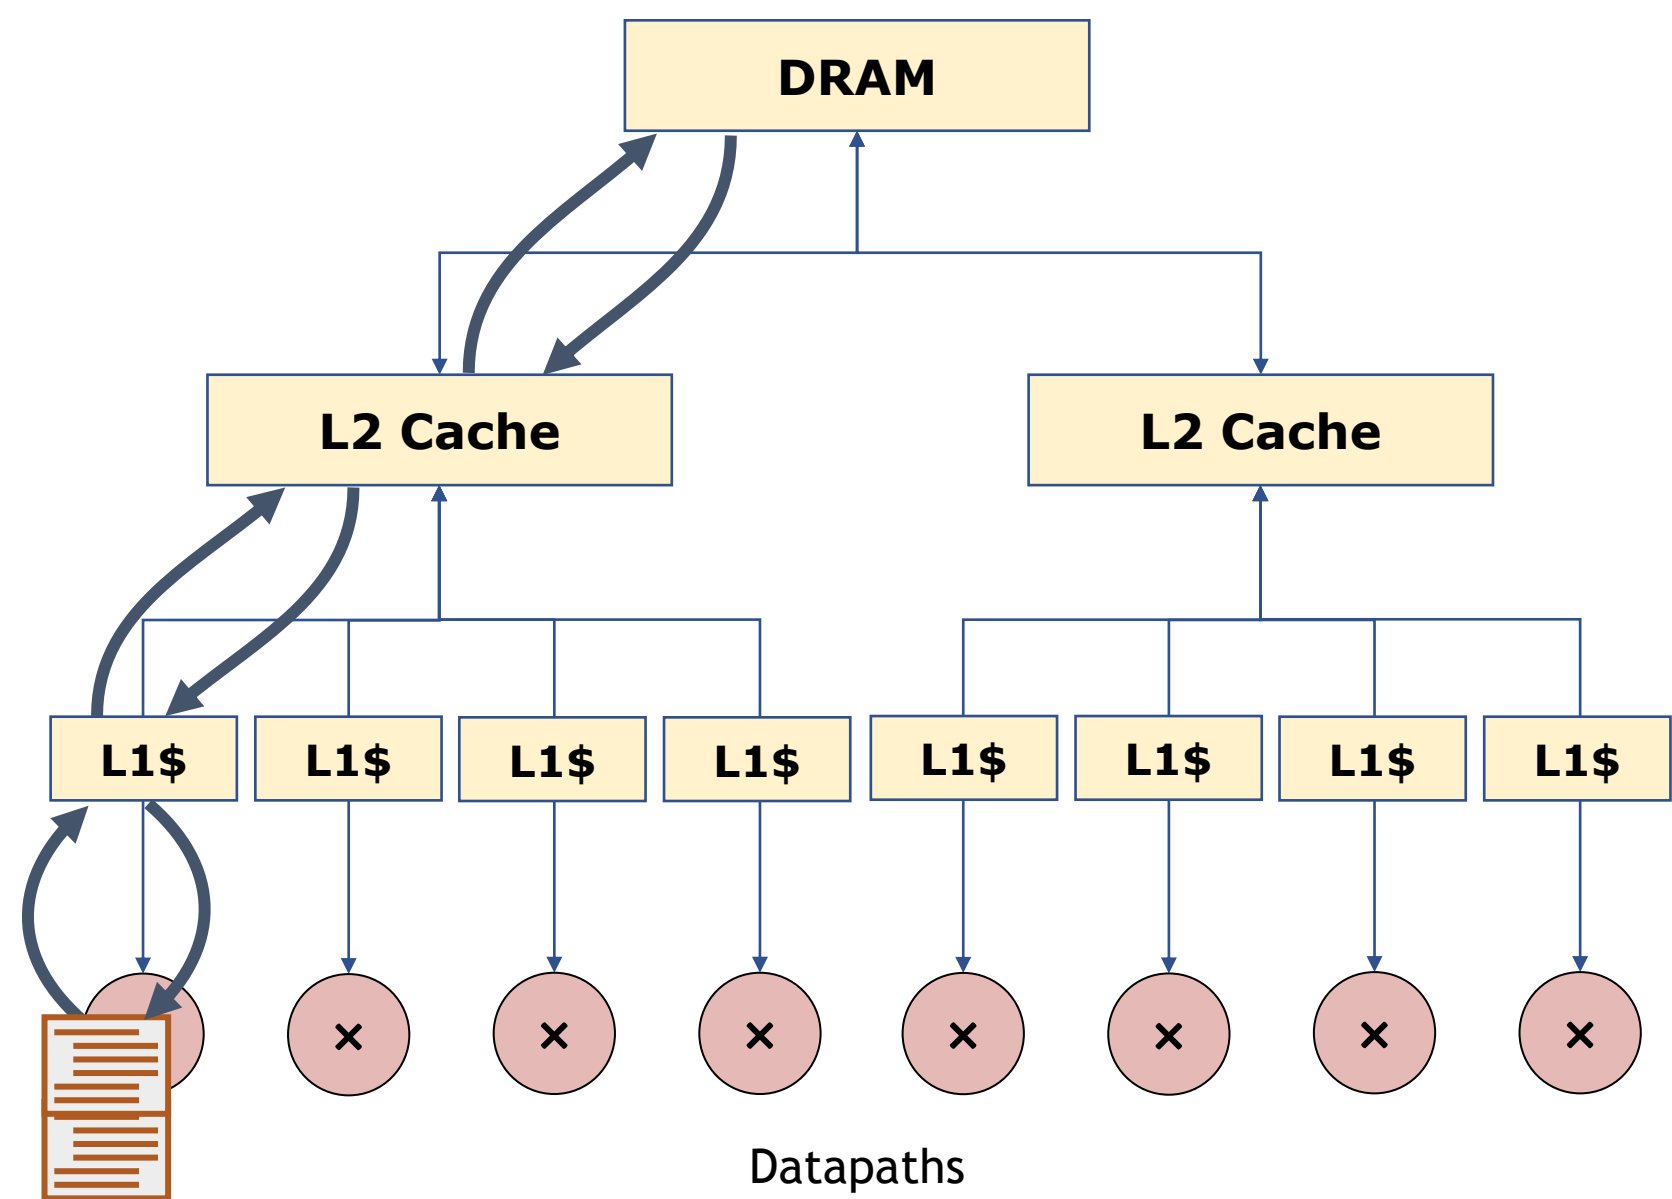 DRAM
L2 Cache
L2 Cache
L1$
L1$
L1$
L1$
L1$
L1$
L1$
L1$
×
×
×
×
×
×
×
Datapaths